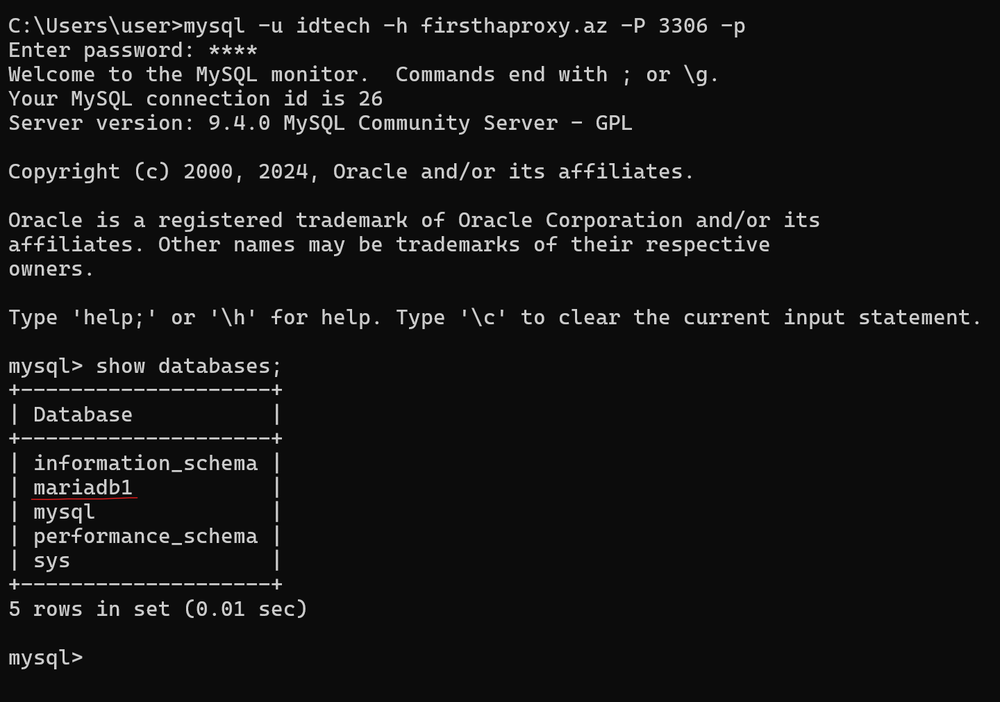 C:\Users\user>mysql -u idtech -h firsthaproxy.az -P 3306 -p
Enter password: ****
Welcome to the MySQL monitor.  Commands end with ; or \g.
Your MySQL connection id is 26
Server version: 9.4.0 MySQL Community Server - GPL

Copyright (c) 2000, 2024, Oracle and/or its affiliates.

Oracle is a registered trademark of Oracle Corporation and/or its
affiliates. Other names may be trademarks of their respective
owners.

Type 'help;' or '\h' for help. Type '\c' to clear the current input statement.

mysql> show databases;
+--------------------+
| Database           |
+--------------------+
| information_schema |
| mariadb1           |
| mysql              |
| performance_schema |
| sys                |
+--------------------+
5 rows in set (0.01 sec)

mysql>